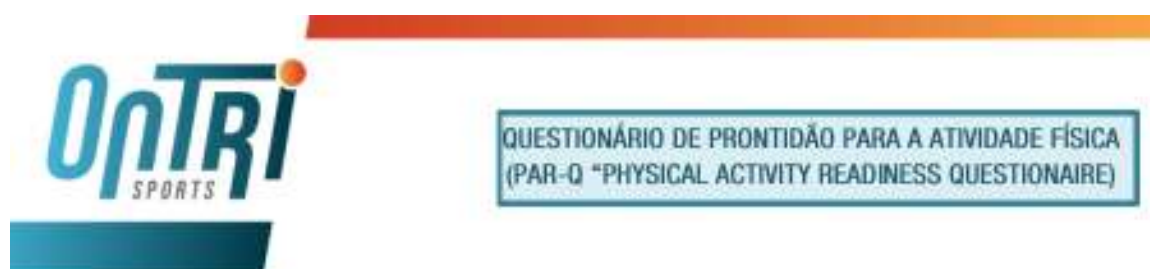 OnTRI
SPORTS
QUESTIONÁRIO DE PRONTIDÃO PARA A ATIVIDADE FÍSICA
(PAR-Q “PHYSICAL ACTIVITY READINESS QUESTIONAIRE)